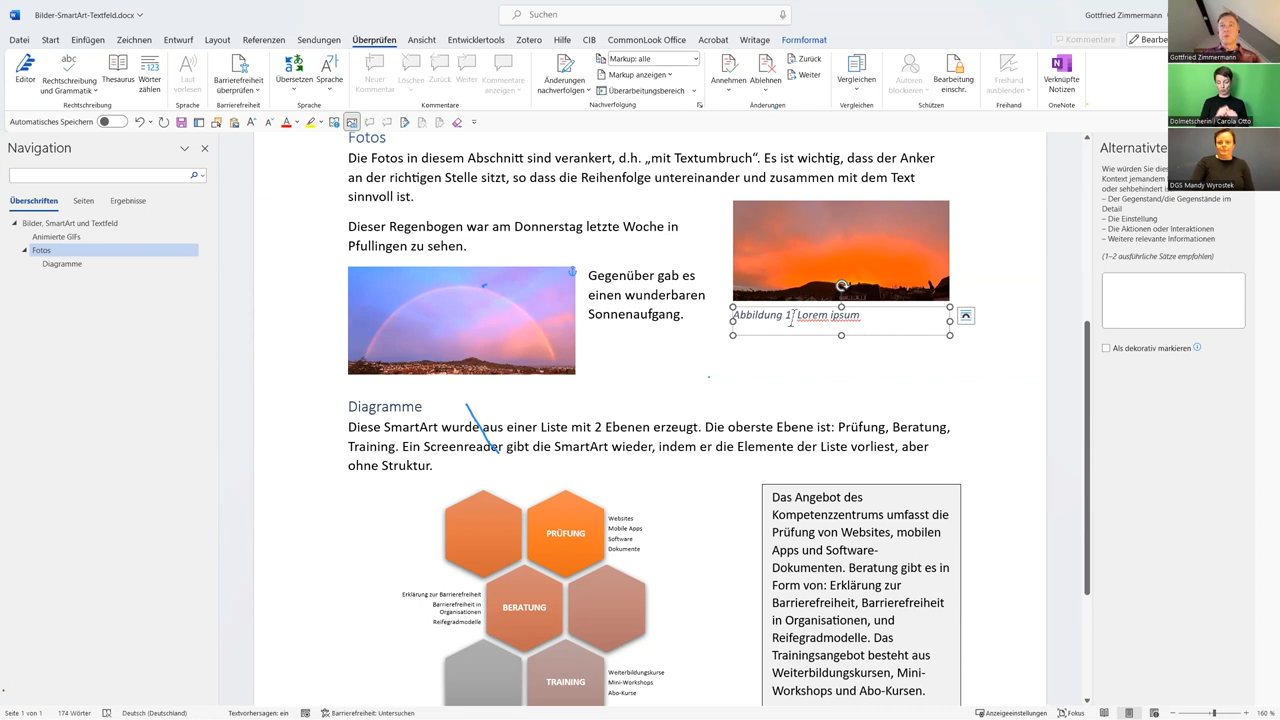 Bilder-SmartArt-Textfeld.docx
Suchen
Gottfried Zimmermann
Datei Start Einfügen Zeichnen Entwurf Layout Referenzen Sendungen Überprüfen Ansicht Entwicklertools Zotero Hilfe CIB CommonLook Office Acrobat Writage Formformat
Kommentare
Editor
Rechtschreibung und Grammatik
Thesaurus
Wörter zählen
Rechtschreibung
Laut vorlesen
Sprache
Barrierefreiheit überprüfen
Barrierefreiheit
Übersetzen
Sprache
Sprache
Neuer Kommentar
Löschen
Zurück
Weiter
Kommentare anzeigen
Kommentare
Änderungen nachverfolgen
Markup: alle
Markup anzeigen
Überarbeitungsbereich
Nachverfolgung
Annehmen
Ablehnen
Zurück
Weiter
Änderungen
Vergleichen
Vergleichen
Autoren blockieren
Bearbeitung einschr.
Schützen
Freihand ausblenden
Freihand
Verknüpfte Notizen
OneNote
Automatisches Speichern
Navigation
Überschriften Seiten Ergebnisse
Bilder, SmartArt und Textfeld
Animierte GIFs
Fotos
Diagramme
Fotos
Die Fotos in diesem Abschnitt sind verankert, d.h. „mit Textumbruch“. Es ist wichtig, dass der Anker
an der richtigen Stelle sitzt, so dass die Reihenfolge untereinander und zusammen mit dem Text
sinnvoll ist.
Dieser Regenbogen war am Donnerstag letzte Woche in
Pfullingen zu sehen.
Gegenüber gab es
einen wunderbaren
Sonnenaufgang.
Abbildung 1: Lorem ipsum
Diagramme
Diese SmartArt wurde aus einer Liste mit 2 Ebenen erzeugt. Die oberste Ebene ist: Prüfung, Beratung,
Training. Ein Screenreader gibt die SmartArt wieder, indem er die Elemente der Liste vorliest, aber
ohne Struktur.
PRÜFUNG
Websites
Mobile Apps
Software
Dokumente
Erklärung zur Barrierefreiheit
Barrierefreiheit in
Organisationen
Reifegradmodelle
BERATUNG
TRAINING
Weiterbildungskurse
Mini-Workshops
Abo-Kurse
Das Angebot des
Kompetenzzentrums umfasst die
Prüfung von Websites, mobilen
Apps und Software-
Dokumenten. Beratung gibt es in
Form von: Erklärung zur
Barrierefreiheit, Barrierefreiheit
in Organisationen, und
Reifegradmodelle. Das
Trainingsangebot besteht aus
Weiterbildungskursen, Mini-
Workshops und Abo-Kursen.
Gottfried Zimmermann
Dolmetscherin | Carola Otto
DGS Mandy Wyrostek
Wie würden Sie
Kontext jemandem
oder sehbehindert
– Der Gegenstand/die Gegenstände im
Detail
– Die Einstellung
– Die Aktionen oder Interaktionen
– Weitere relevante Informationen
(1–2 ausführliche Sätze empfohlen)
Als dekorativ markieren
Seite 1 von 1 174 Wörter Deutsch (Deutschland) Textvorhersagen: ein Barrierefreiheit: Untersuchen
Anzeigeeinstellungen Fokus 160 %